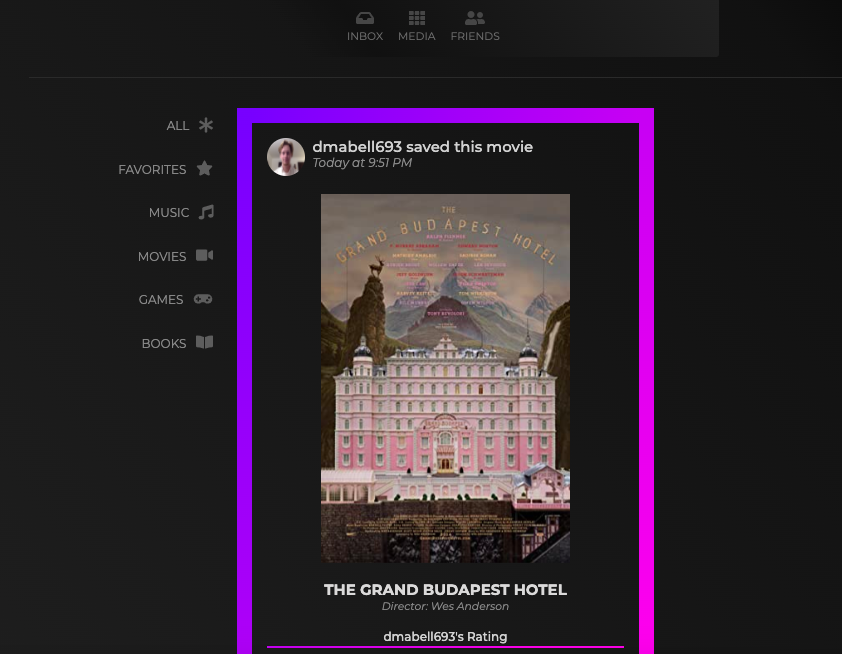 INBOX MEDIA FRIENDS
ALL
FAVORITES
MUSIC
MOVIES
GAMES
BOOKS
dmabell693 saved this movie
Today at 9:51 PM
THE
GRAND BUDAPEST HOTEL
THE GRAND BUDAPEST HOTEL
Director: Wes Anderson
dmabell693's Rating